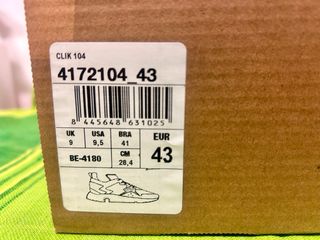 CLIK 104
4172104_43
8 445648 631025
UK USA BRA EUR
9 9,5 41 43
BE-4180 CM
28,4